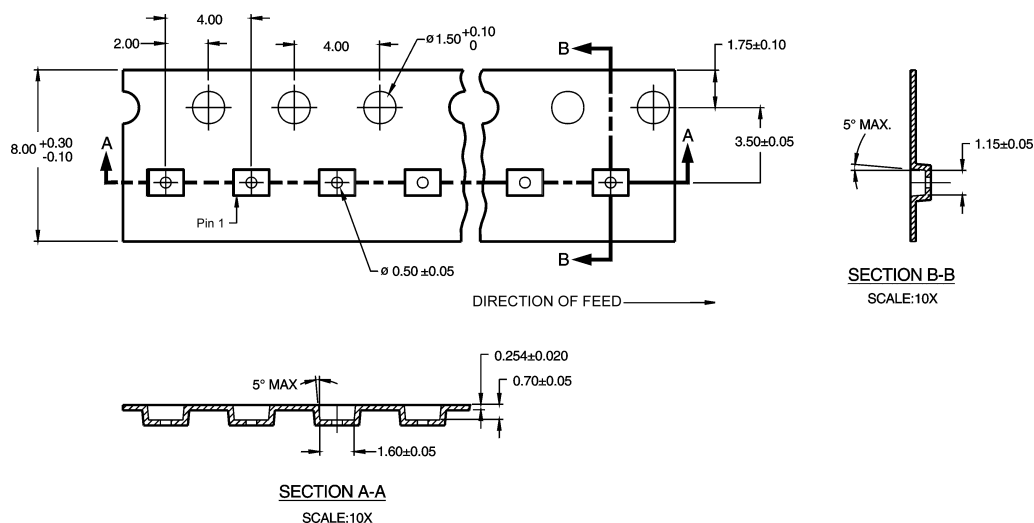 4.00
2.00
4.00
ø1.50 +0.10
0
B
1.75±0.10
A
8.00 +0.30
-0.10
A
3.50±0.05
5° MAX.
1.15±0.05
Pin 1
B
ø 0.50 ±0.05
SECTION B-B
SCALE:10X
DIRECTION OF FEED
0.254±0.020
5° MAX
0.70±0.05
1.60±0.05
SECTION A-A
SCALE:10X